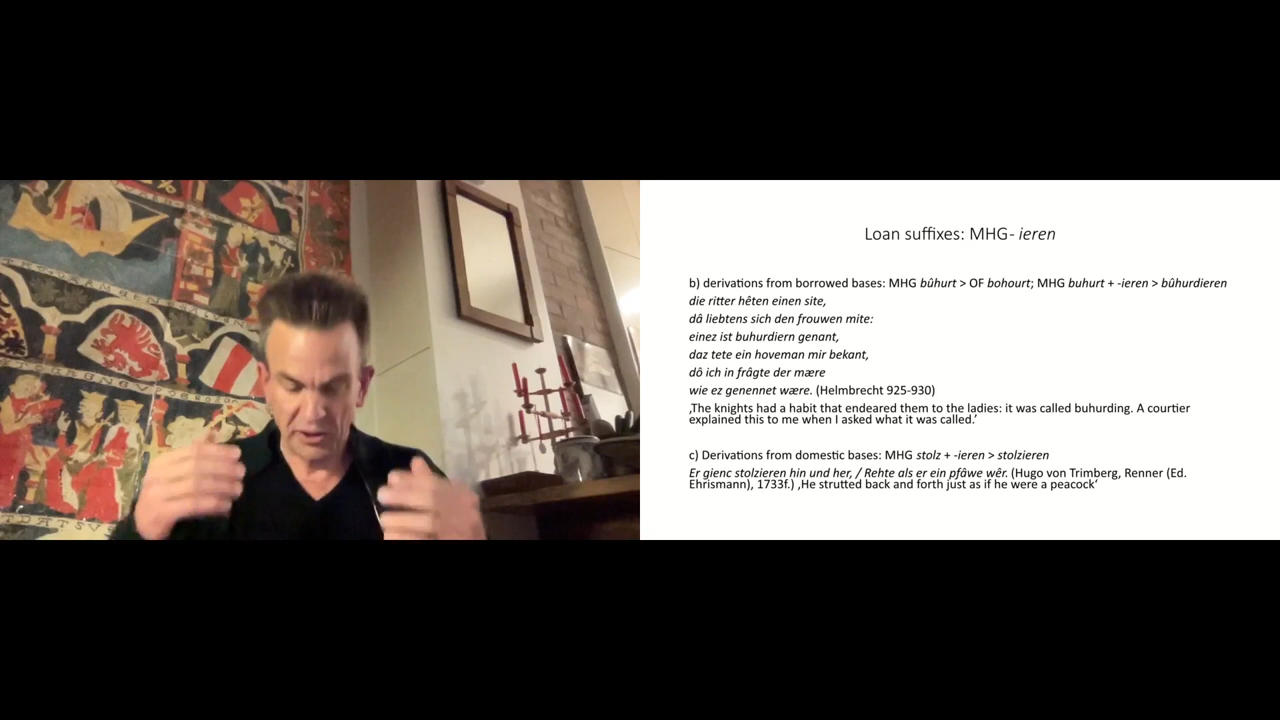 Loan suffixes: MHG- ieren
b) derivations from borrowed bases: MHG bûhurt > OF bohourt; MHG buhurt + -ieren > bûhurdieren
die ritter hêten einen site,
dâ liebtens sich den frouwen mite:
einez ist buhurdiern genant,
daz tete ein hoveman mir bekant,
dô ich in frâgte der mære
wie ez genennet wære. (Helmbrecht 925-930)
‚The knights had a habit that endeared them to the ladies: it was called buhurding. A courtier
explained this to me when I asked what it was called.‘
c) Derivations from domestic bases: MHG stolz + -ieren > stolzieren
Er gienc stolzieren hin und her, / Rehte als er ein pfâwe wêr. (Hugo von Trimberg, Renner (Ed.
Ehrismann), 1733f.) ‚He strutted back and forth just as if he were a peacock‘